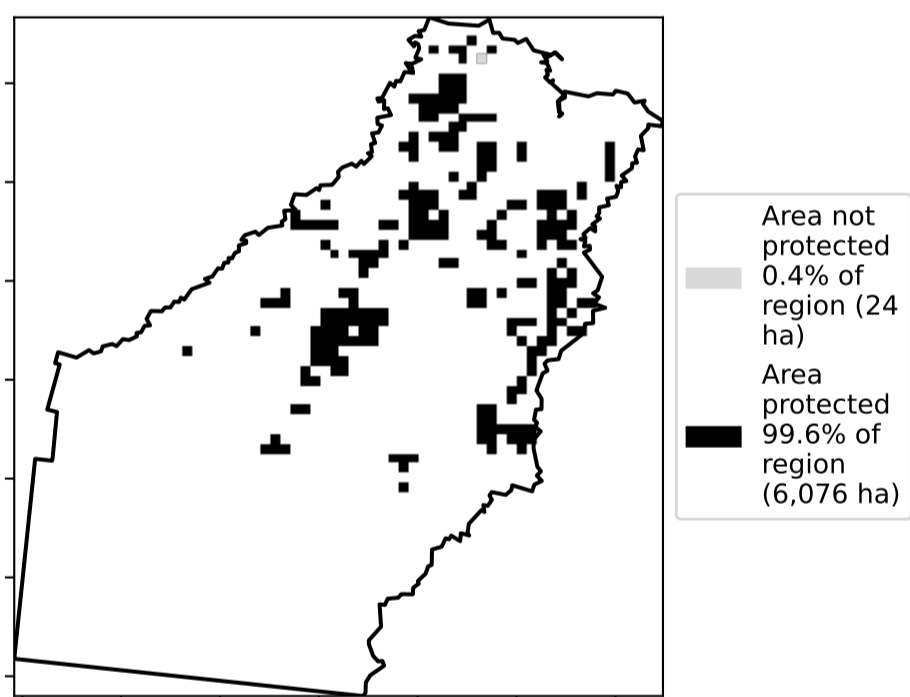 Area not
protected
0.4% of
region (24
ha)
Area
protected
99.6% of
region
(6,076 ha)